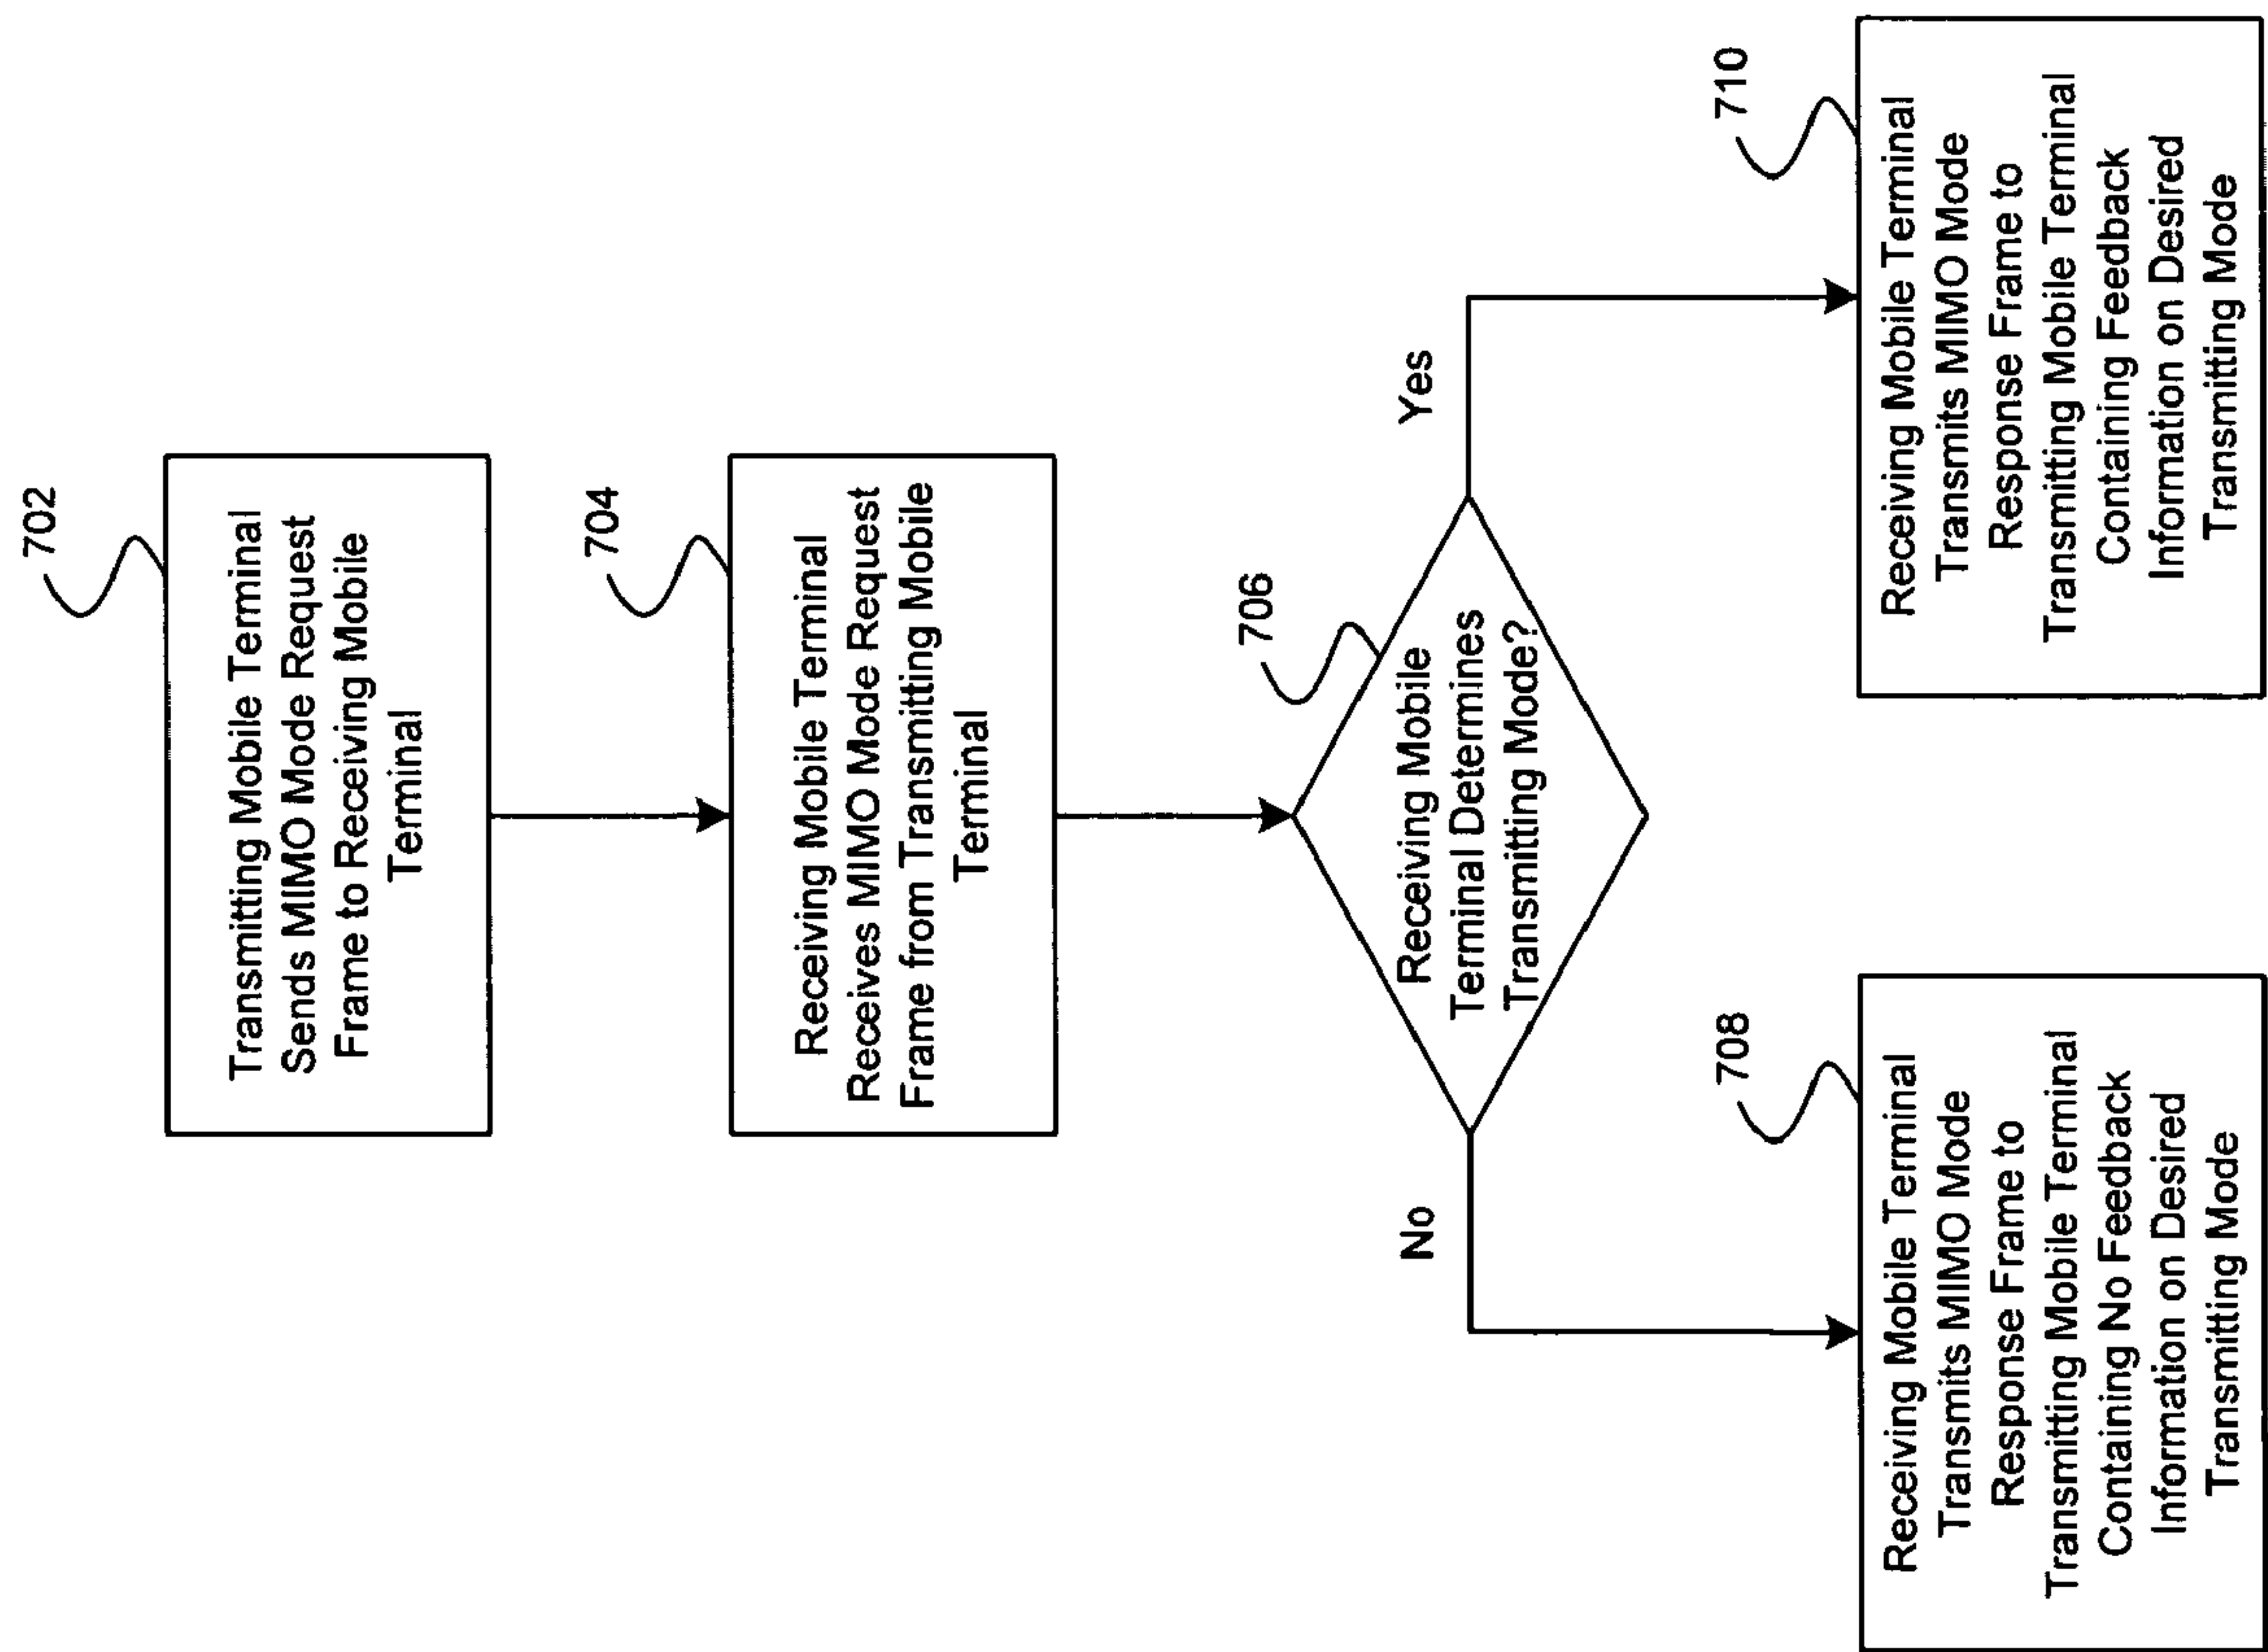 702
Transmitting Mobile Terminal
Sends MIMO Mode Request
Frame to Receiving Mobile
Terminal
704
Receiving Mobile Terminal
Receives MIMO Mode Request
Frame from Transmitting Mobile
Terminal
706
Receiving Mobile
Terminal Determines
Transmitting Mode?
No
Yes
708
Receiving Mobile Terminal
Transmits MIMO Mode
Response Frame to
Transmitting Mobile Terminal
Containing No Feedback
Information on Desired
Transmitting Mode
710
Receiving Mobile Terminal
Transmits MIMO Mode
Response Frame to
Transmitting Mobile Terminal
Containing Feedback
Information on Desired
Transmitting Mode